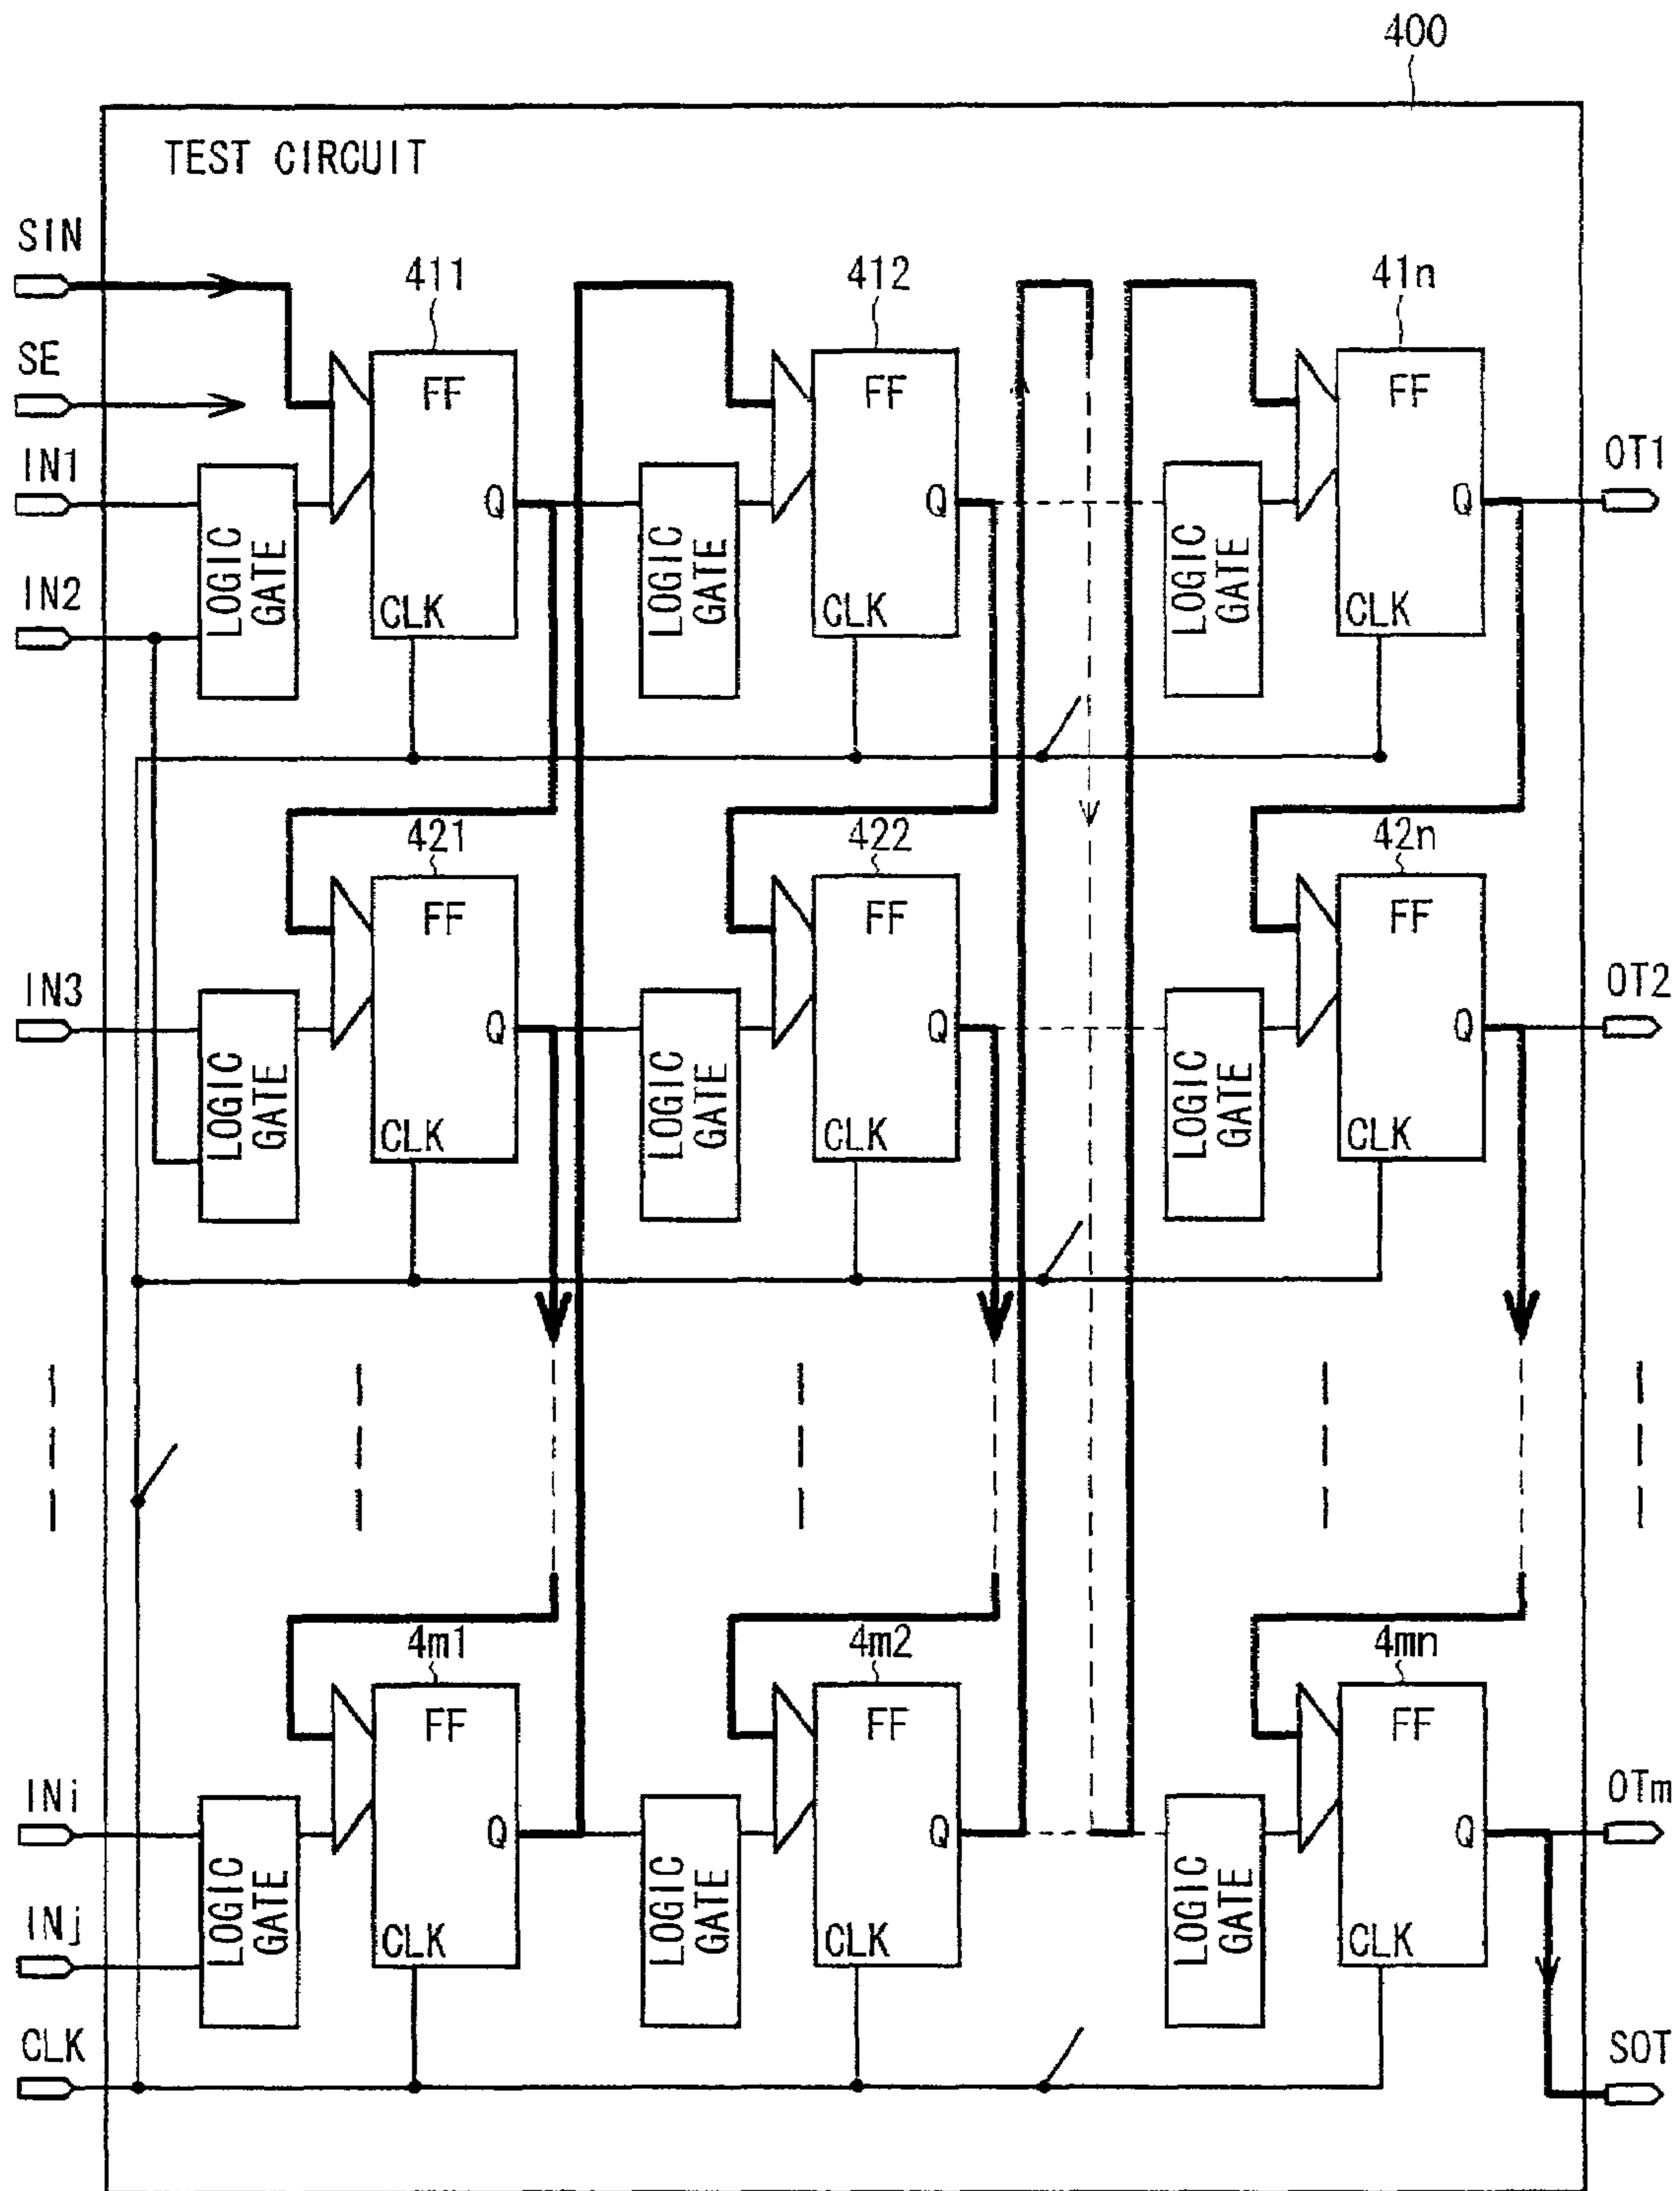 400
TEST CIRCUIT
SIN
411
412
41n
SE
FF
FF
FF
IN1
OT1
Q
Q
Q
LOGIC GATE
LOGIC GATE
LOGIC GATE
IN2
CLK
CLK
CLK
421
422
42n
FF
FF
FF
IN3
OT2
Q
Q
Q
LOGIC GATE
LOGIC GATE
LOGIC GATE
CLK
CLK
CLK
4m1
4m2
4mn
FF
FF
FF
INi
OTm
Q
Q
Q
LOGIC GATE
LOGIC GATE
LOGIC GATE
INj
CLK
CLK
CLK
CLK
SOT